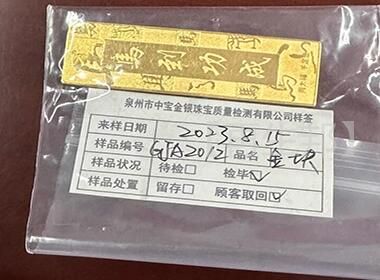 馬到功成
泉州市中宝金银珠宝质量检测有限公司样签
来样日期 2023.8.15
样品编号 GJA2012 品名 金块
样品状况 待检□ 检毕☑
样品处置 留存□ 顾客取回☑